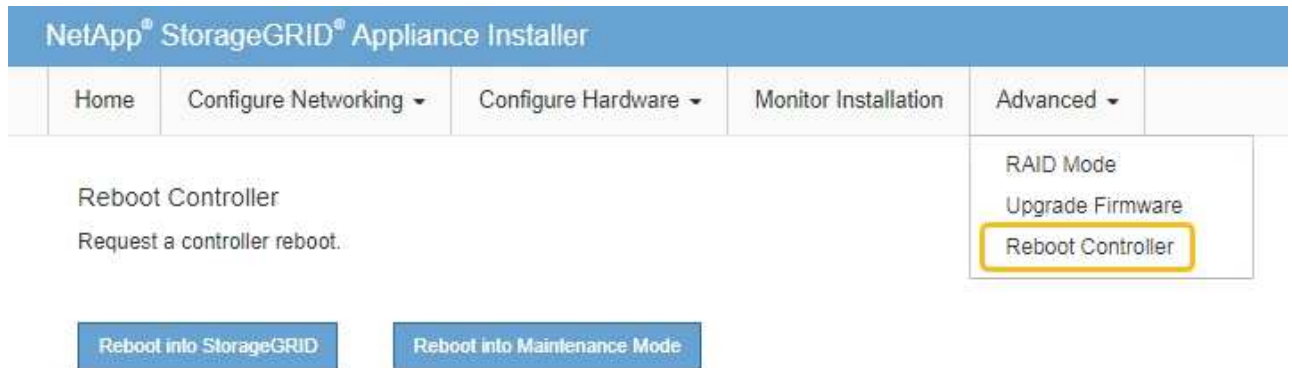 NetApp® StorageGRID® Appliance Installer
Home Configure Networking Configure Hardware Monitor Installation Advanced
RAID Mode
Upgrade Firmware
Reboot Controller
Reboot Controller
Request a controller reboot.
Reboot into StorageGRID Reboot into Maintenance Mode